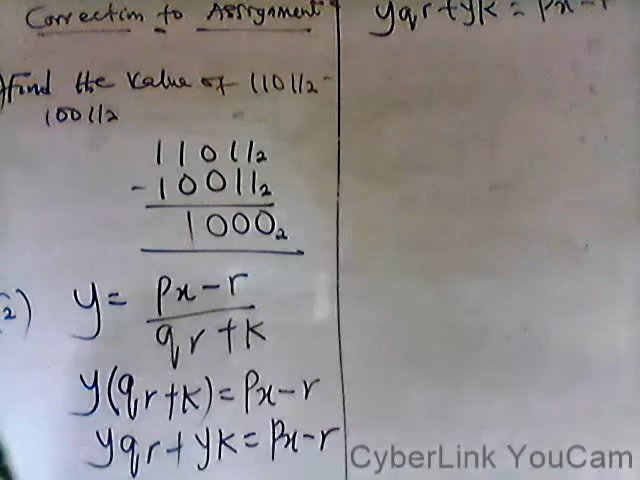 Correction to Assignment
1) Find the value of 11011₂ -
10011₂
11011₂
- 10011₂
1000₂
2) y = px - r
qr + k
y(qr + k) = px - r
yqr + yk = px - r
yqr + yk = px - r
CyberLink YouCam